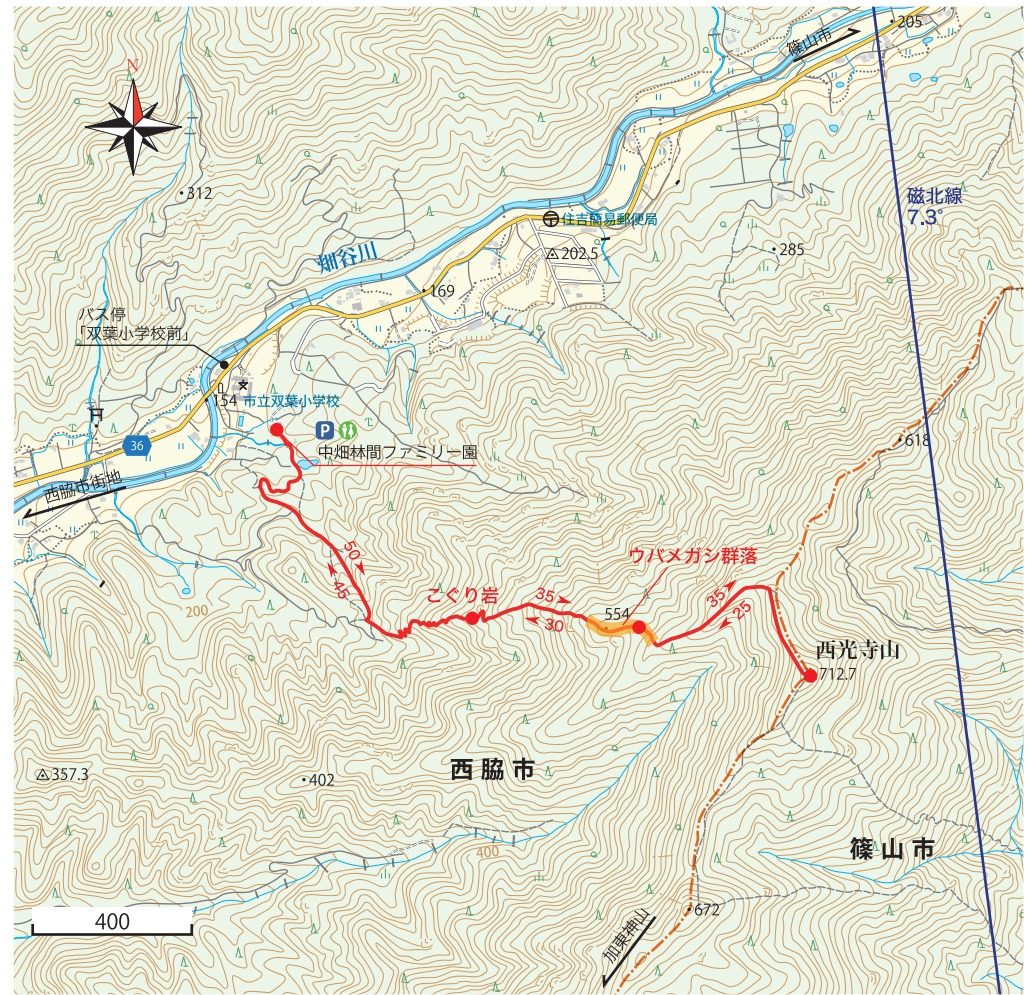 205
篠山市
N
312
磁北線
7.3°
住吉簡易郵便局
202.5
285
畑谷川
169
バス停
「双葉小学校前」
154
市立双葉小学校
P
中畑林間ファミリー園
36
618
西脇市街地
50
45
ウバメガシ群落
こぐり岩
35
30
554
35
25
200
西光寺山
712.7
西脇市
357.3
402
篠山市
400
672
加東神山
400